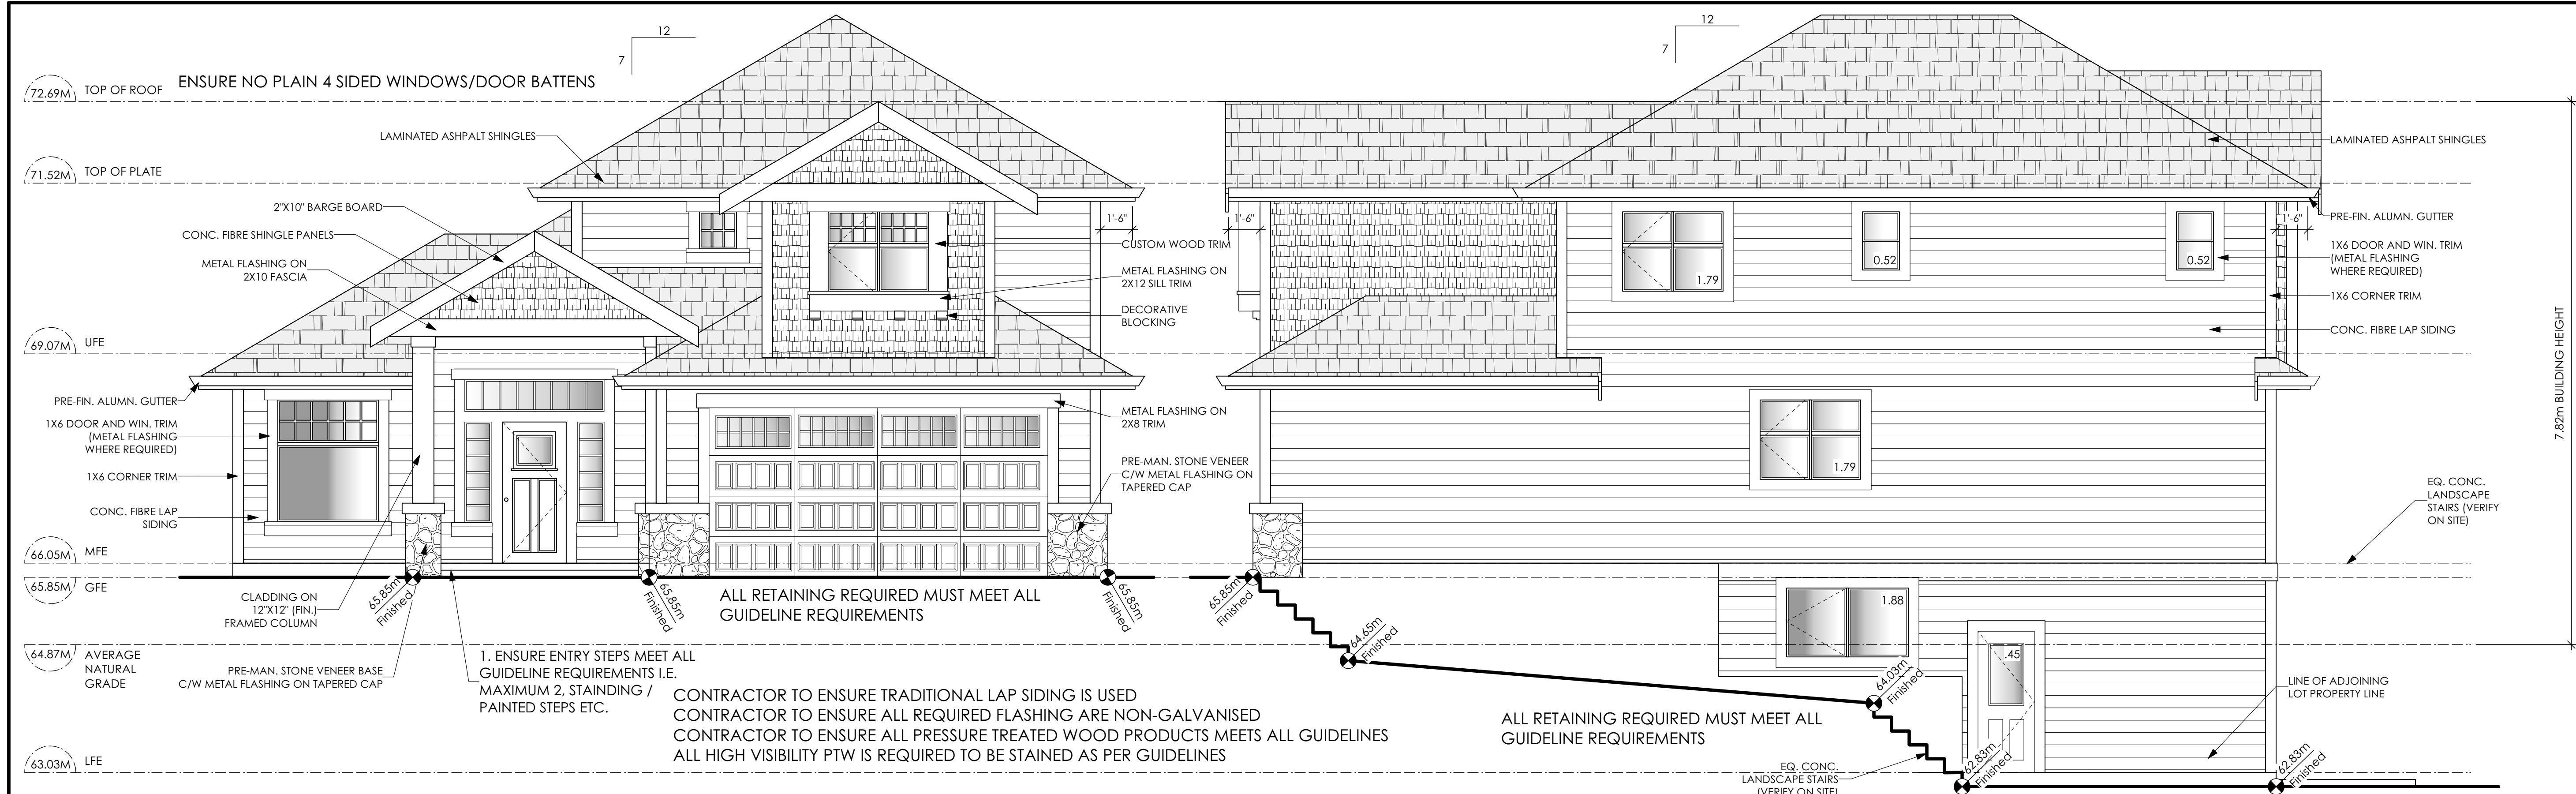 ENSURE NO PLAIN 4 SIDED WINDOWS/DOOR BATTENS
72.69M TOP OF ROOF
71.52M TOP OF PLATE
69.07M UFE
66.05M MFE
65.85M GFE
64.87M AVERAGE
NATURAL
GRADE
63.03M LFE
12
7
LAMINATED ASHPALT SHINGLES
2"X10" BARGE BOARD
CONC. FIBRE SHINGLE PANELS
METAL FLASHING ON
2X10 FASCIA
PRE-FIN. ALUMN. GUTTER
1X6 DOOR AND WIN. TRIM
(METAL FLASHING
WHERE REQUIRED)
1X6 CORNER TRIM
CONC. FIBRE LAP
SIDING
CLADDING ON
12"X12" (FIN.)
FRAMED COLUMN
PRE-MAN. STONE VENEER BASE
C/W METAL FLASHING ON TAPERED CAP
65.85m
Finished
65.85m
Finished
65.85m
Finished
1'-6"
CUSTOM WOOD TRIM
METAL FLASHING ON
2X12 SILL TRIM
DECORATIVE
BLOCKING
METAL FLASHING ON
2X8 TRIM
PRE-MAN. STONE VENEER
C/W METAL FLASHING ON
TAPERED CAP
ALL RETAINING REQUIRED MUST MEET ALL
GUIDELINE REQUIREMENTS
1. ENSURE ENTRY STEPS MEET ALL
GUIDELINE REQUIREMENTS I.E.
MAXIMUM 2, STAINDING /
PAINTED STEPS ETC.
CONTRACTOR TO ENSURE TRADITIONAL LAP SIDING IS USED
CONTRACTOR TO ENSURE ALL REQUIRED FLASHING ARE NON-GALVANISED
CONTRACTOR TO ENSURE ALL PRESSURE TREATED WOOD PRODUCTS MEETS ALL GUIDELINES
ALL HIGH VISIBILITY PTW IS REQUIRED TO BE STAINED AS PER GUIDELINES
12
7
1'-6"
1.79
0.52
0.52
1'-6"
1.79
1.88
.45
LAMINATED ASHPALT SHINGLES
PRE-FIN. ALUMN. GUTTER
1X6 DOOR AND WIN. TRIM
(METAL FLASHING
WHERE REQUIRED)
1X6 CORNER TRIM
CONC. FIBRE LAP SIDING
7.82m BUILDING HEIGHT
EQ. CONC.
LANDSCAPE
STAIRS (VERIFY
ON SITE)
LINE OF ADJOINING
LOT PROPERTY LINE
65.85m
Finished
64.65m
Finished
64.03m
Finished
62.83m
Finished
62.83m
Finished
ALL RETAINING REQUIRED MUST MEET ALL
GUIDELINE REQUIREMENTS
EQ. CONC.
LANDSCAPE STAIRS
(VERIFY ON SITE)